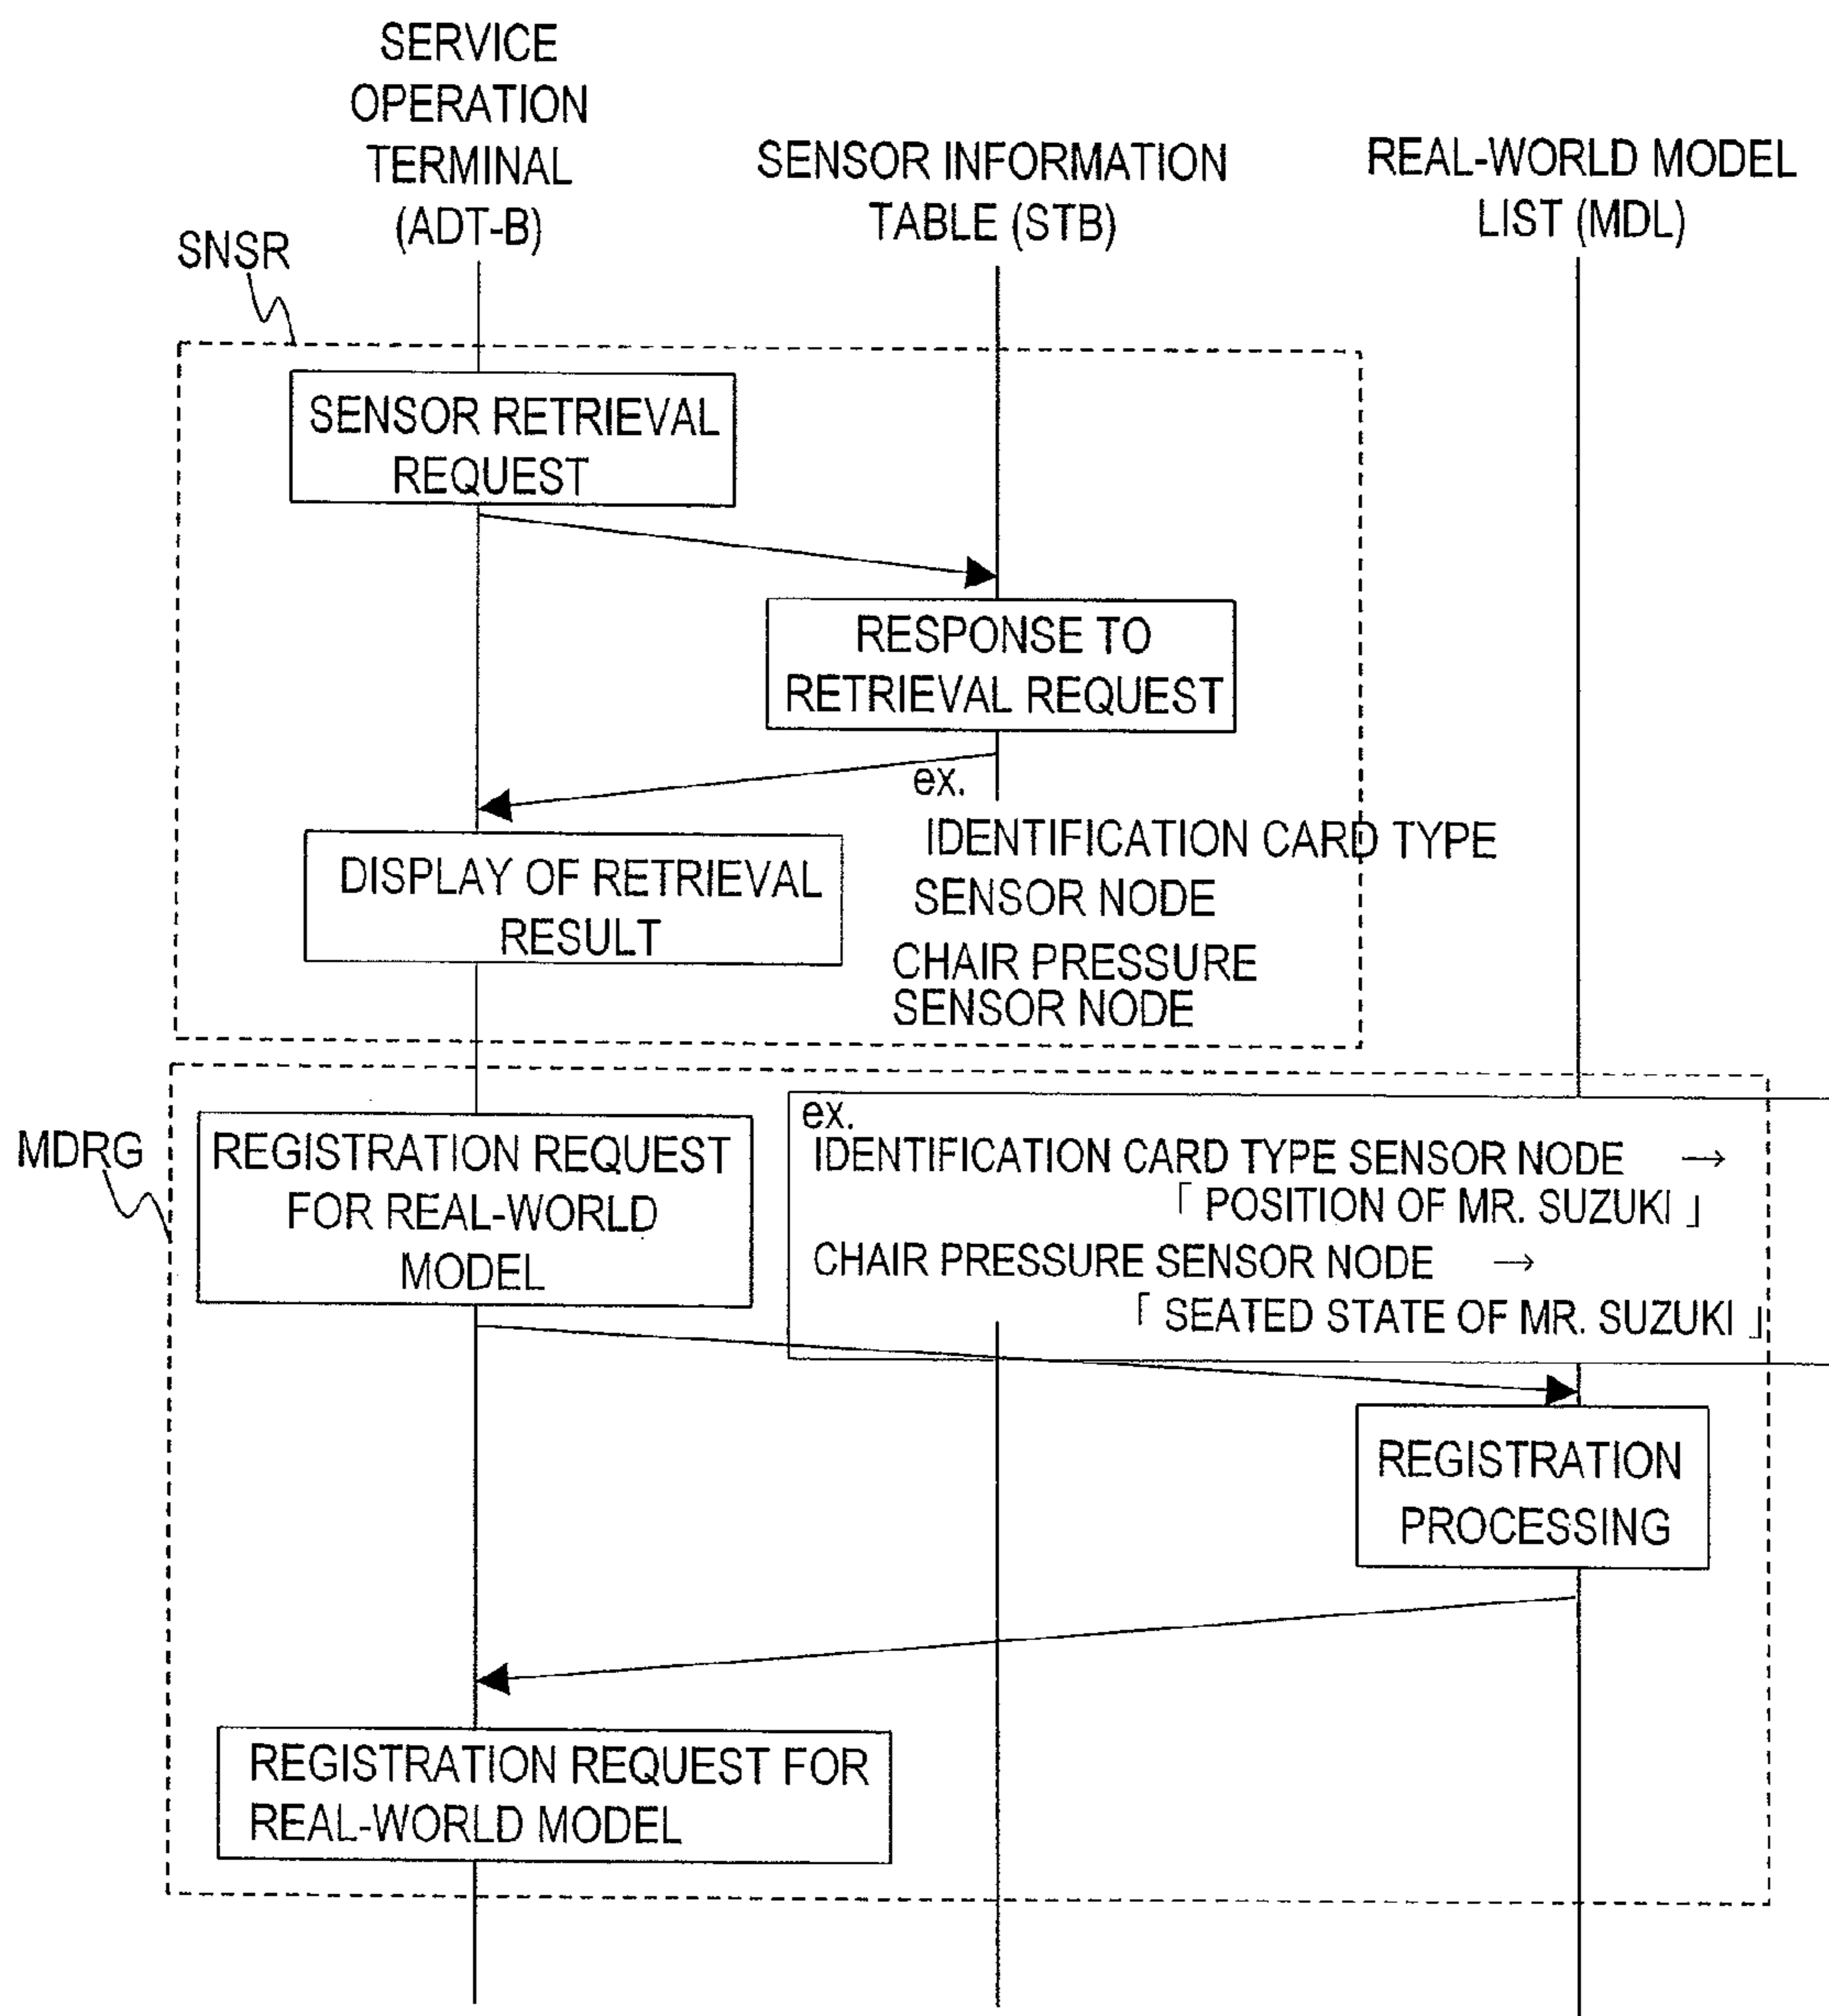 SERVICE
OPERATION
TERMINAL
(ADT-B)
SENSOR INFORMATION
TABLE (STB)
REAL-WORLD MODEL
LIST (MDL)
SNSR
SENSOR RETRIEVAL
REQUEST
RESPONSE TO
RETRIEVAL REQUEST
ex.
IDENTIFICATION CARD TYPE
SENSOR NODE
CHAIR PRESSURE
SENSOR NODE
DISPLAY OF RETRIEVAL
RESULT
MDRG
REGISTRATION REQUEST
FOR REAL-WORLD
MODEL
ex.
IDENTIFICATION CARD TYPE SENSOR NODE →
「 POSITION OF MR. SUZUKI 」
CHAIR PRESSURE SENSOR NODE →
「 SEATED STATE OF MR. SUZUKI 」
REGISTRATION
PROCESSING
REGISTRATION REQUEST FOR
REAL-WORLD MODEL